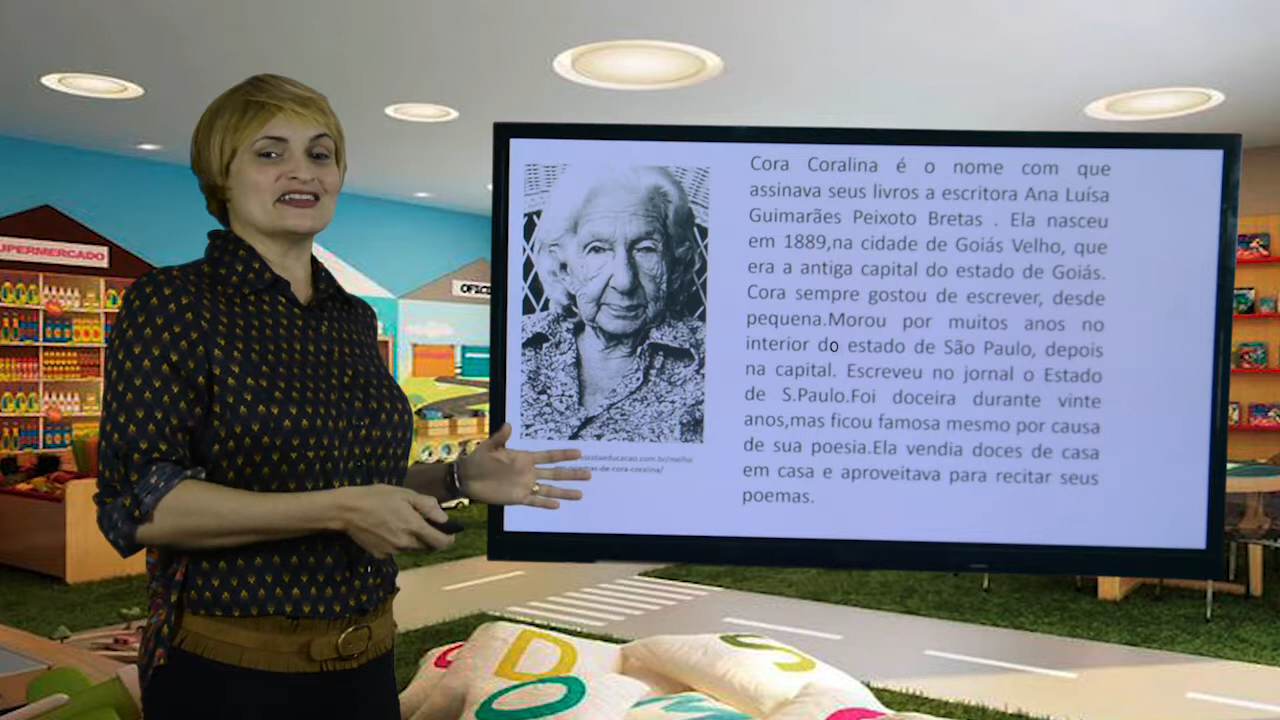 UPERMERCADO
OFIC
Cora Coralina é o nome com que
assinava seus livros a escritora Ana Luísa
Guimarães Peixoto Bretas . Ela nasceu
em 1889,na cidade de Goiás Velho, que
era a antiga capital do estado de Goiás.
Cora sempre gostou de escrever, desde
pequena.Morou por muitos anos no
interior do estado de São Paulo, depois
na capital. Escreveu no jornal o Estado
de S.Paulo.Foi doceira durante vinte
anos,mas ficou famosa mesmo por causa
de sua poesia.Ela vendia doces de casa
em casa e aproveitava para recitar seus
poemas.
de-cora-coralina/
D
O
S